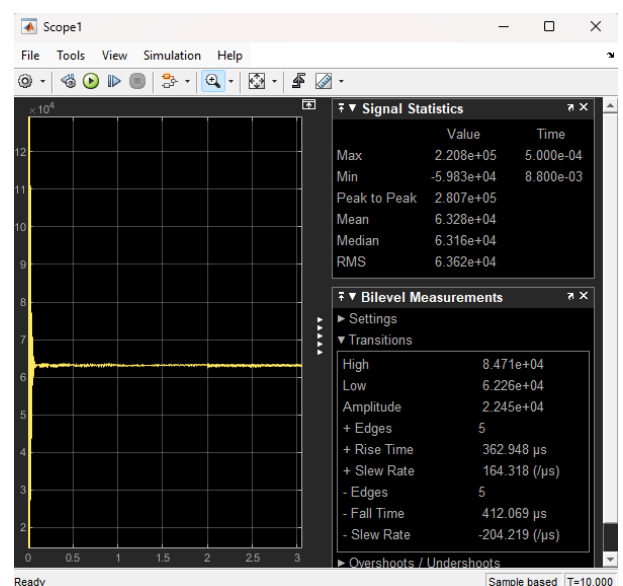 Scope1
File Tools View Simulation Help
×10⁴
12
11
10
9
8
7
6
5
4
3
2
0 0.5 1 1.5 2 2.5 3
Signal Statistics
Value Time
Max 2.208e+05 5.000e-04
Min -5.983e+04 8.800e-03
Peak to Peak 2.807e+05
Mean 6.328e+04
Median 6.316e+04
RMS 6.362e+04
Bilevel Measurements
Settings
Transitions
High 8.471e+04
Low 6.226e+04
Amplitude 2.245e+04
+ Edges 5
+ Rise Time 362.948 µs
+ Slew Rate 164.318 (/µs)
- Edges 5
- Fall Time 412.069 µs
- Slew Rate -204.219 (/µs)
Overshoots / Undershoots
Ready Sample based T=10.000